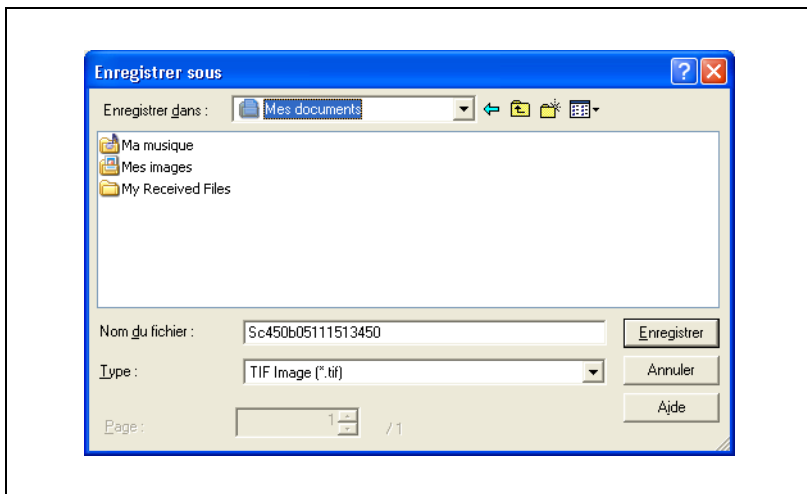 Enregistrer sous
Enregistrer dans :
Mes documents
Ma musique
Mes images
My Received Files
Nom du fichier :
Sc450b05111513450
Enregistrer
Type :
TIF Image (*.tif)
Annuler
Aide
Page :
1
/ 1